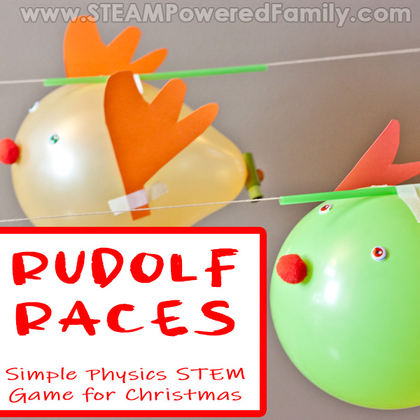 www.STEAMPoweredFamily.com
RUDOLF
RACES
Simple Physics STEM
Game for Christmas